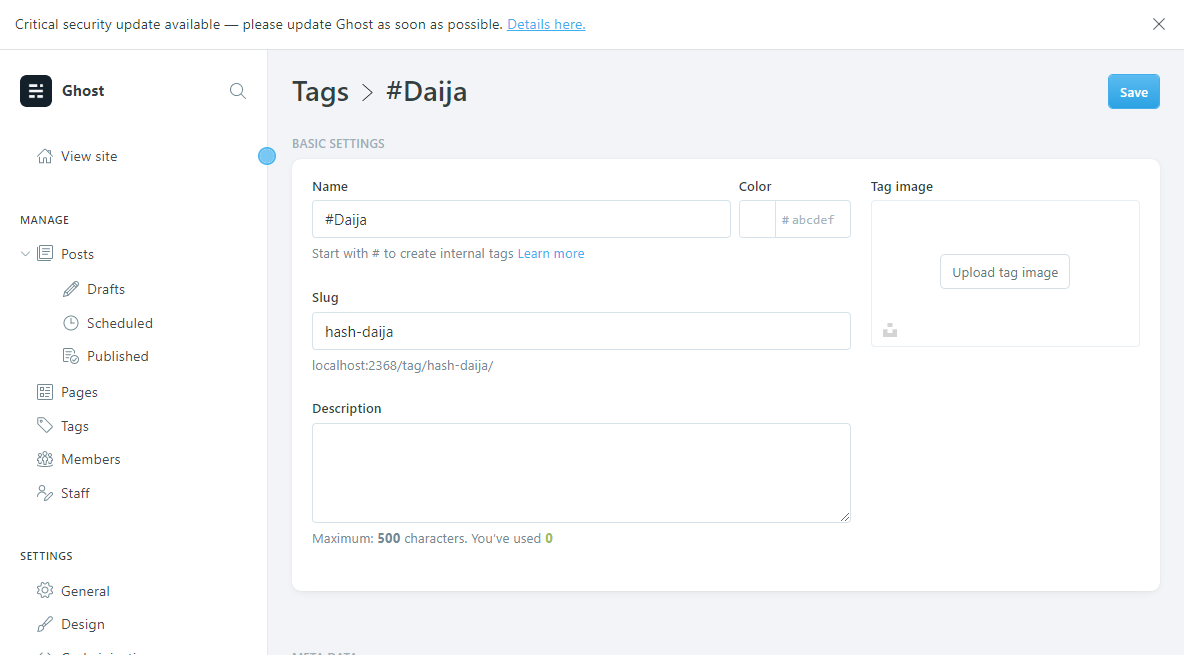 Critical security update available — please update Ghost as soon as possible. Details here.
Ghost
View site
MANAGE
Posts
Drafts
Scheduled
Published
Pages
Tags
Members
Staff
SETTINGS
General
Design
Tags > #Daija
Save
BASIC SETTINGS
Name
#Daija
Start with # to create internal tags Learn more
Color
# abcdef
Slug
hash-daija
localhost:2368/tag/hash-daija/
Description
Maximum: 500 characters. You've used 0
Tag image
Upload tag image